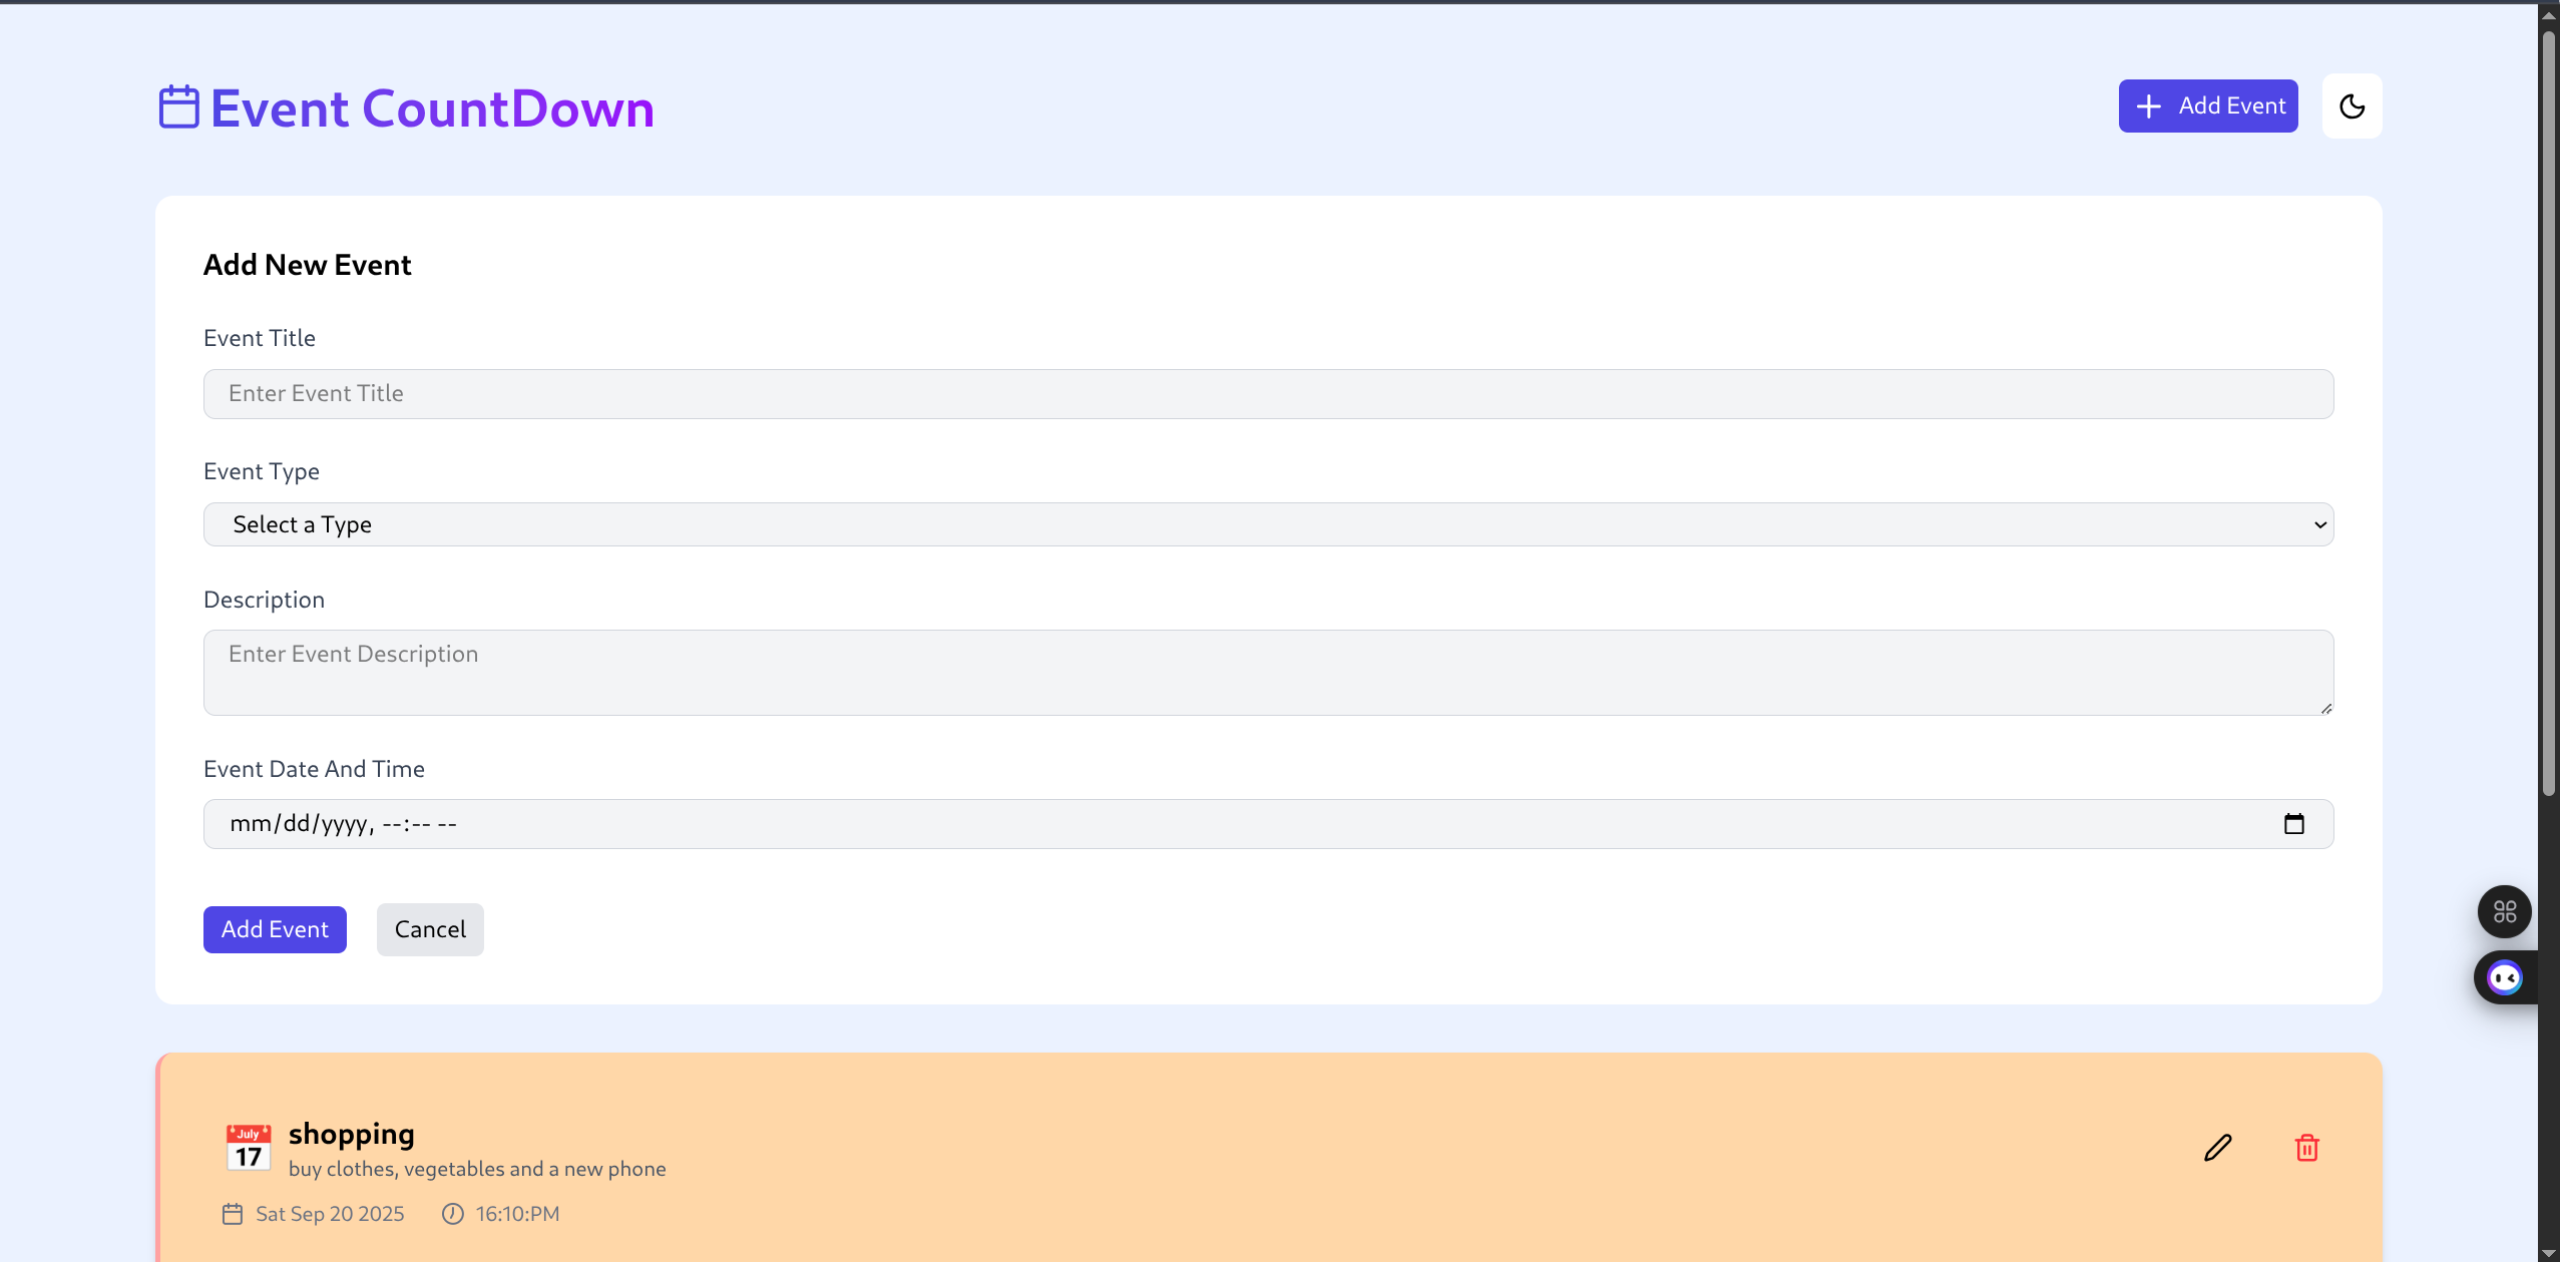 Event CountDown
Add Event
Add New Event
Event Title
Enter Event Title
Event Type
Select a Type
Description
Enter Event Description
Event Date And Time
mm/dd/yyyy, --:-- --
Add Event
Cancel
July
17
shopping
buy clothes, vegetables and a new phone
Sat Sep 20 2025
16:10:PM